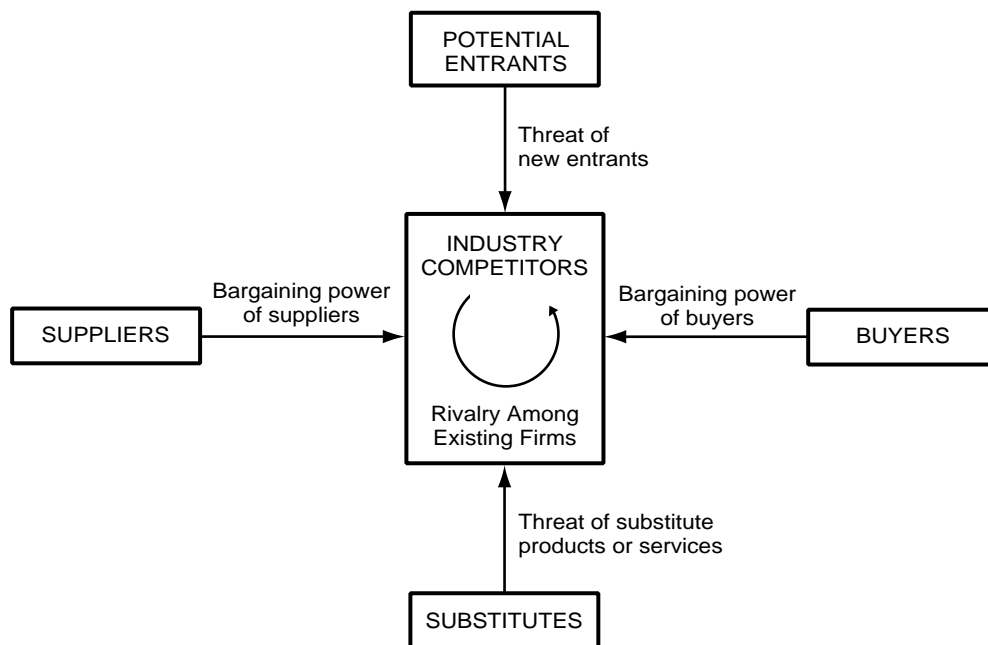 POTENTIAL
ENTRANTS
Threat of
new entrants
INDUSTRY
COMPETITORS
Bargaining power
of suppliers
Bargaining power
of buyers
SUPPLIERS
BUYERS
Rivalry Among
Existing Firms
Threat of substitute
products or services
SUBSTITUTES